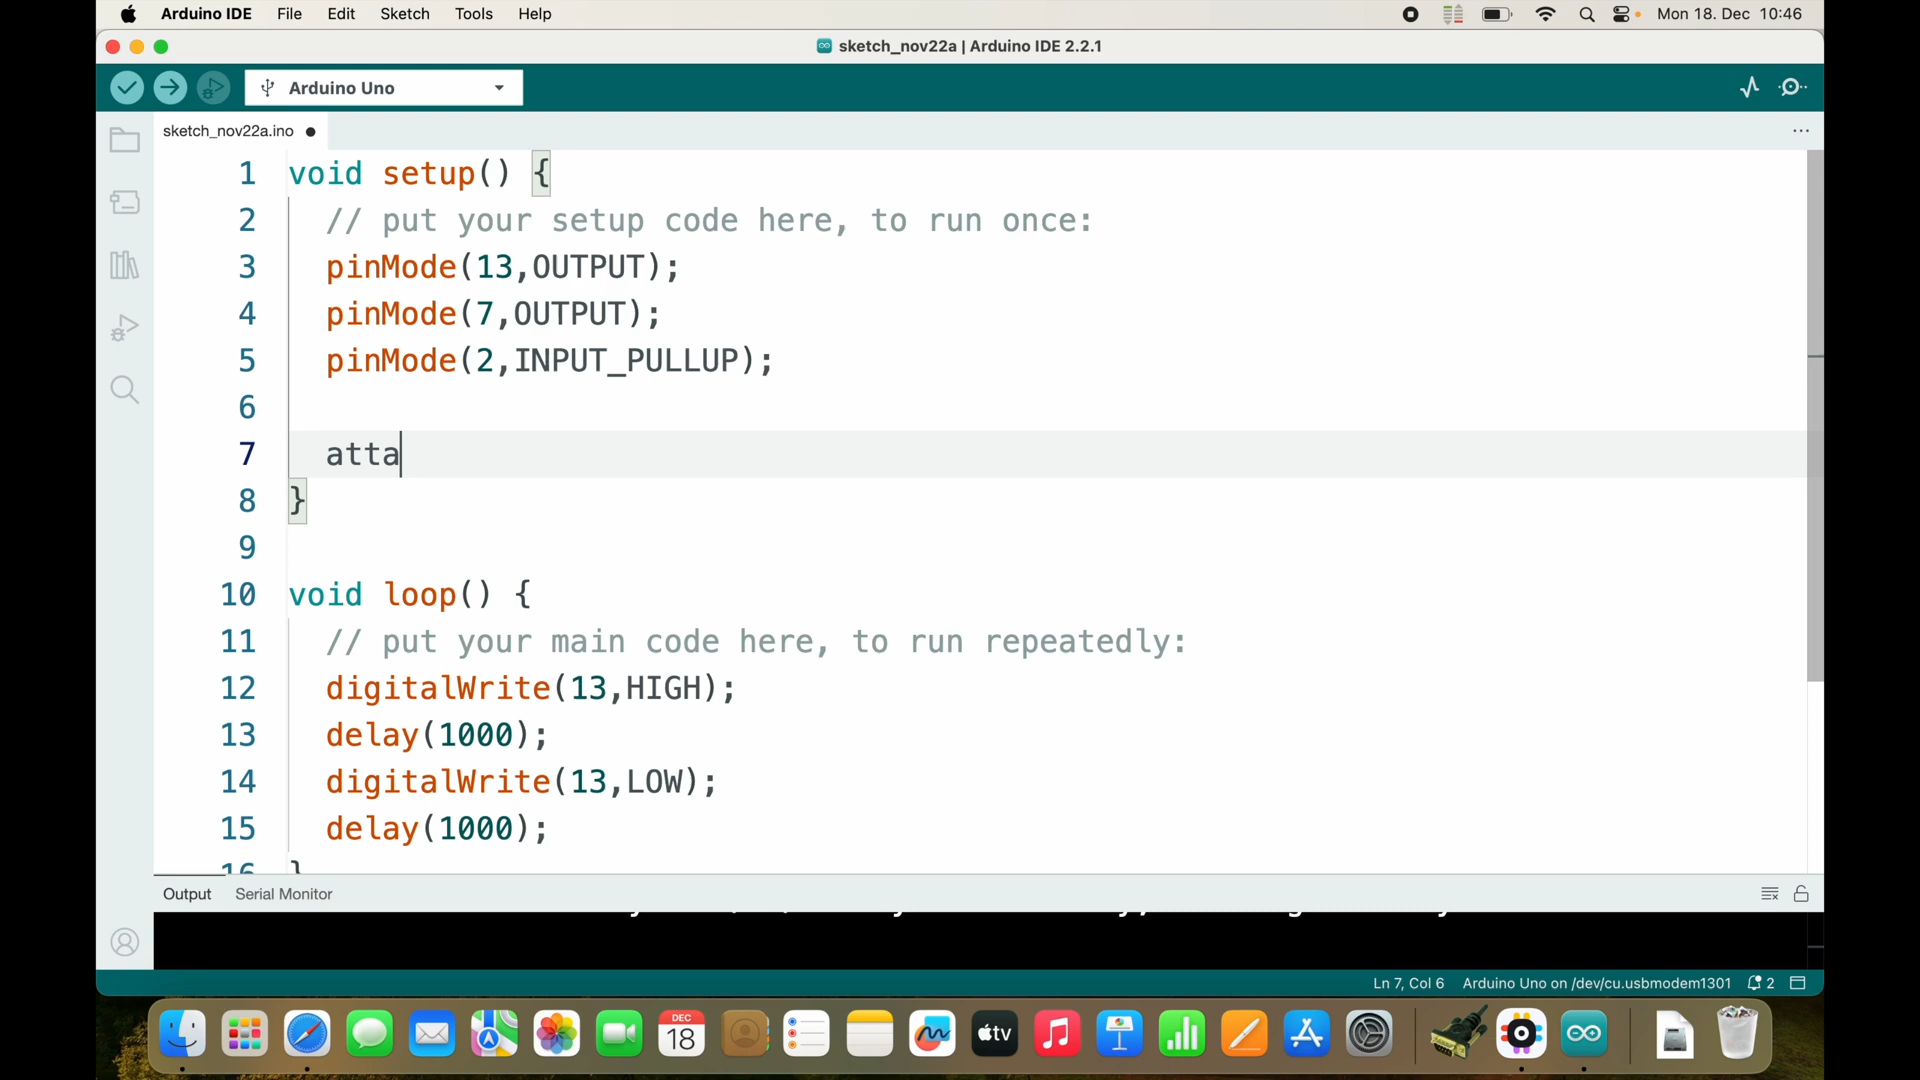 Arduino IDE File Edit Sketch Tools Help Mon 18. Dec 10:46
sketch_nov22a | Arduino IDE 2.2.1
Arduino Uno
sketch_nov22a.ino
1 void setup() {
2 // put your setup code here, to run once:
3 pinMode(13,OUTPUT);
4 pinMode(7,OUTPUT);
5 pinMode(2,INPUT_PULLUP);
6
7 atta
8 }
9
10 void loop() {
11 // put your main code here, to run repeatedly:
12 digitalWrite(13,HIGH);
13 delay(1000);
14 digitalWrite(13,LOW);
15 delay(1000);
16 }
Output Serial Monitor
Ln 7, Col 6 Arduino Uno on /dev/cu.usbmodem1301 2
DEC
18
tv